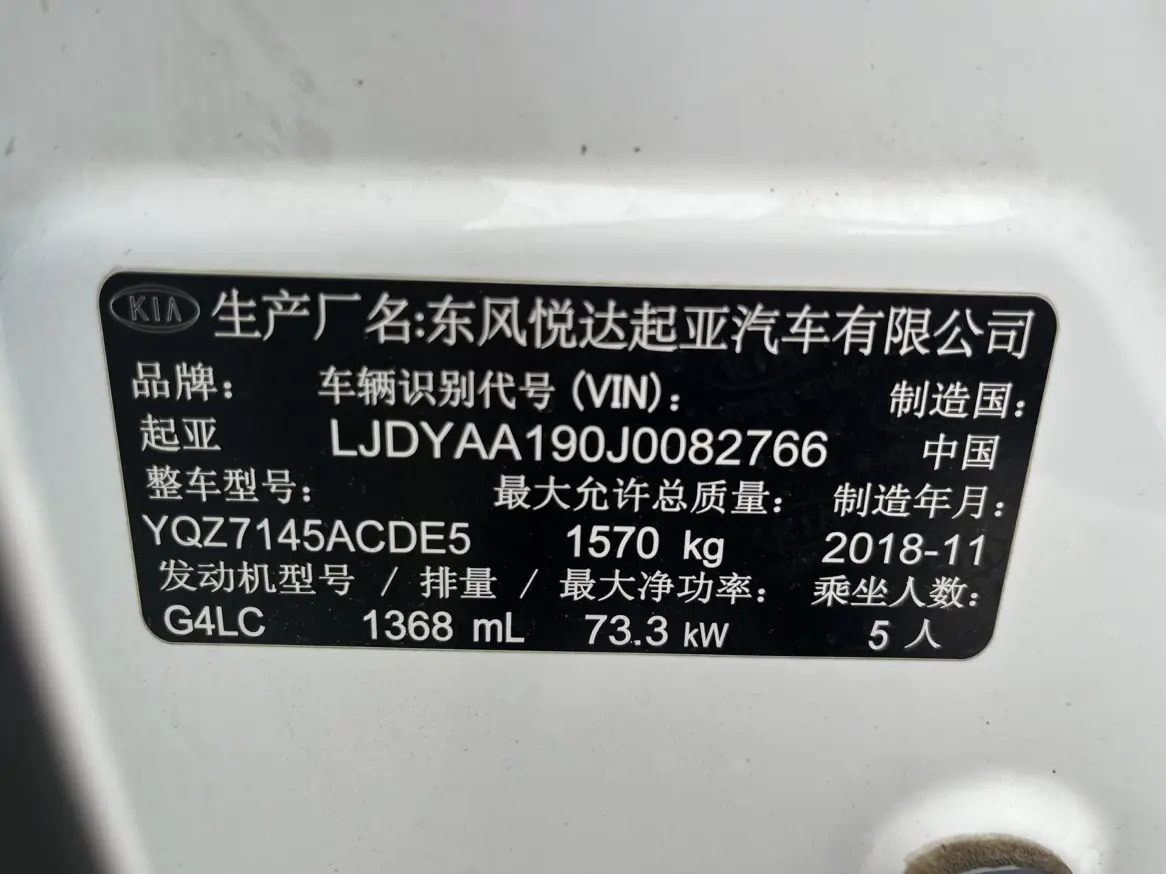 KIA 生产厂名:东风悦达起亚汽车有限公司
品牌: 车辆识别代号(VIN): 制造国:
起亚 LJDYAA190J0082766 中国
整车型号: 最大允许总质量: 制造年月:
YQZ7145ACDE5 1570 kg 2018-11
发动机型号 / 排量 / 最大净功率: 乘坐人数:
G4LC 1368 mL 73.3 kW 5 人